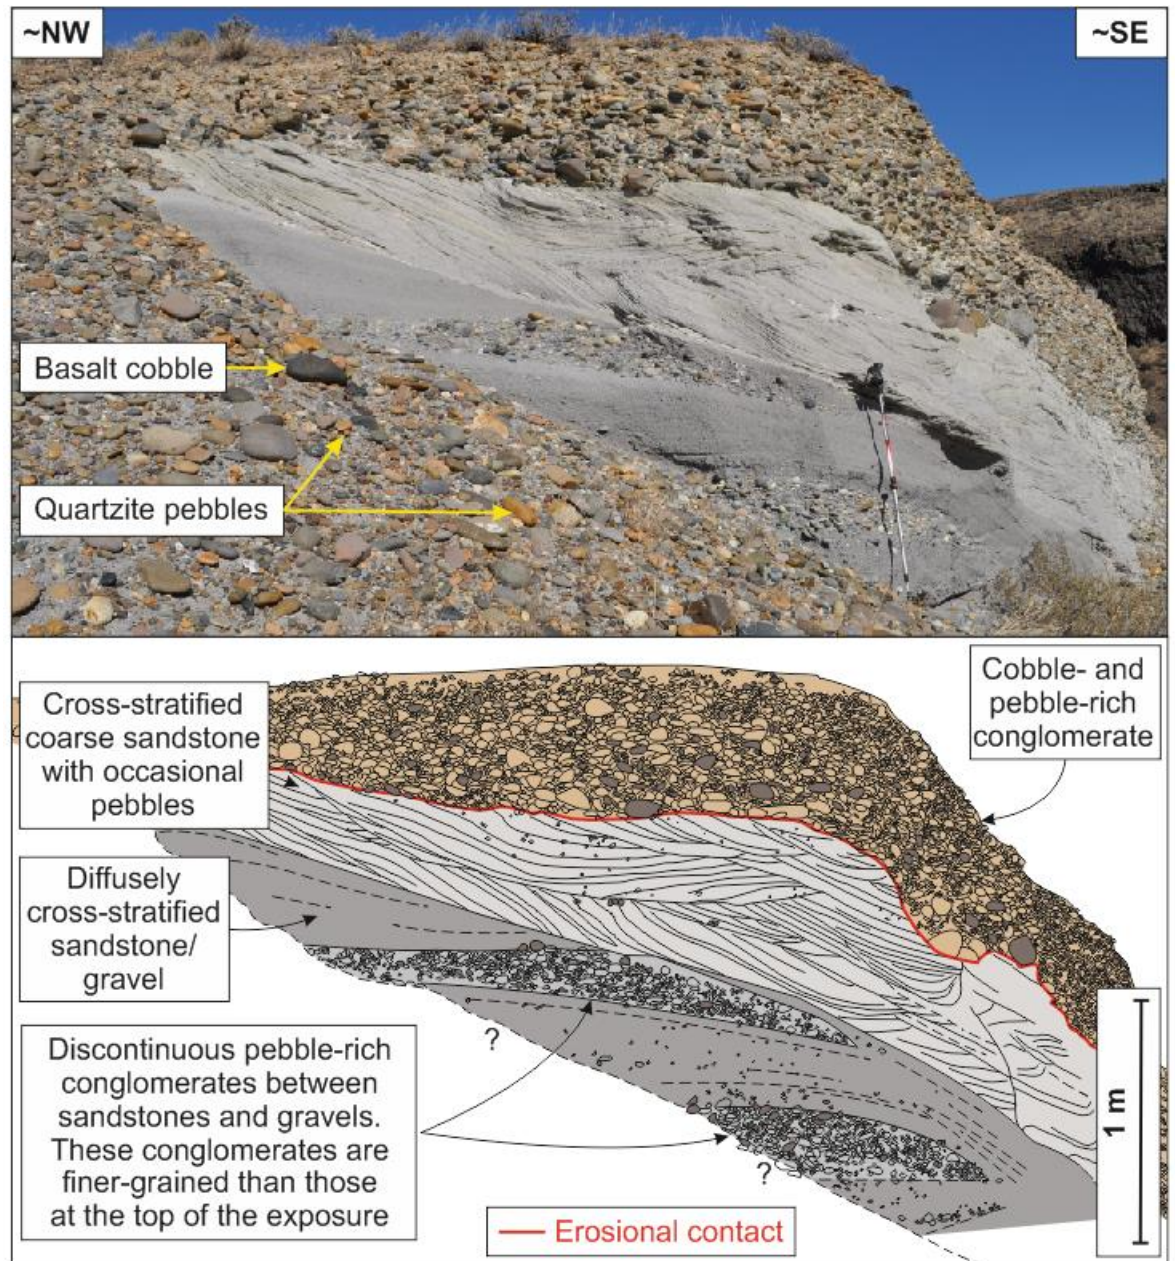 ~NW
~SE
Basalt cobble
Quartzite pebbles
Cross-stratified
coarse sandstone
with occasional
pebbles
Cobble- and
pebble-rich
conglomerate
Diffusely
cross-stratified
sandstone/
gravel
?
Discontinuous pebble-rich
conglomerates between
sandstones and gravels.
These conglomerates are
finer-grained than those
at the top of the exposure
?
1 m
Erosional contact